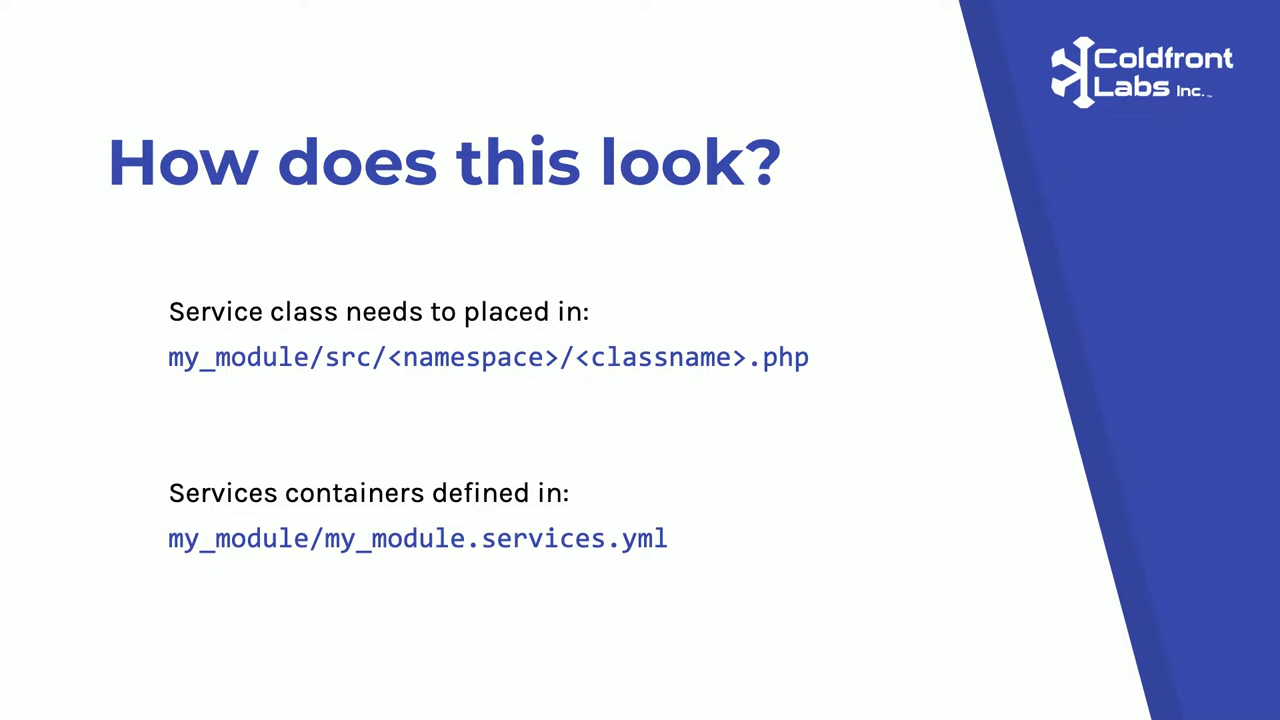 Coldfront
Labs Inc.™
How does this look?
Service class needs to placed in:
my_module/src/<namespace>/<classname>.php
Services containers defined in:
my_module/my_module.services.yml